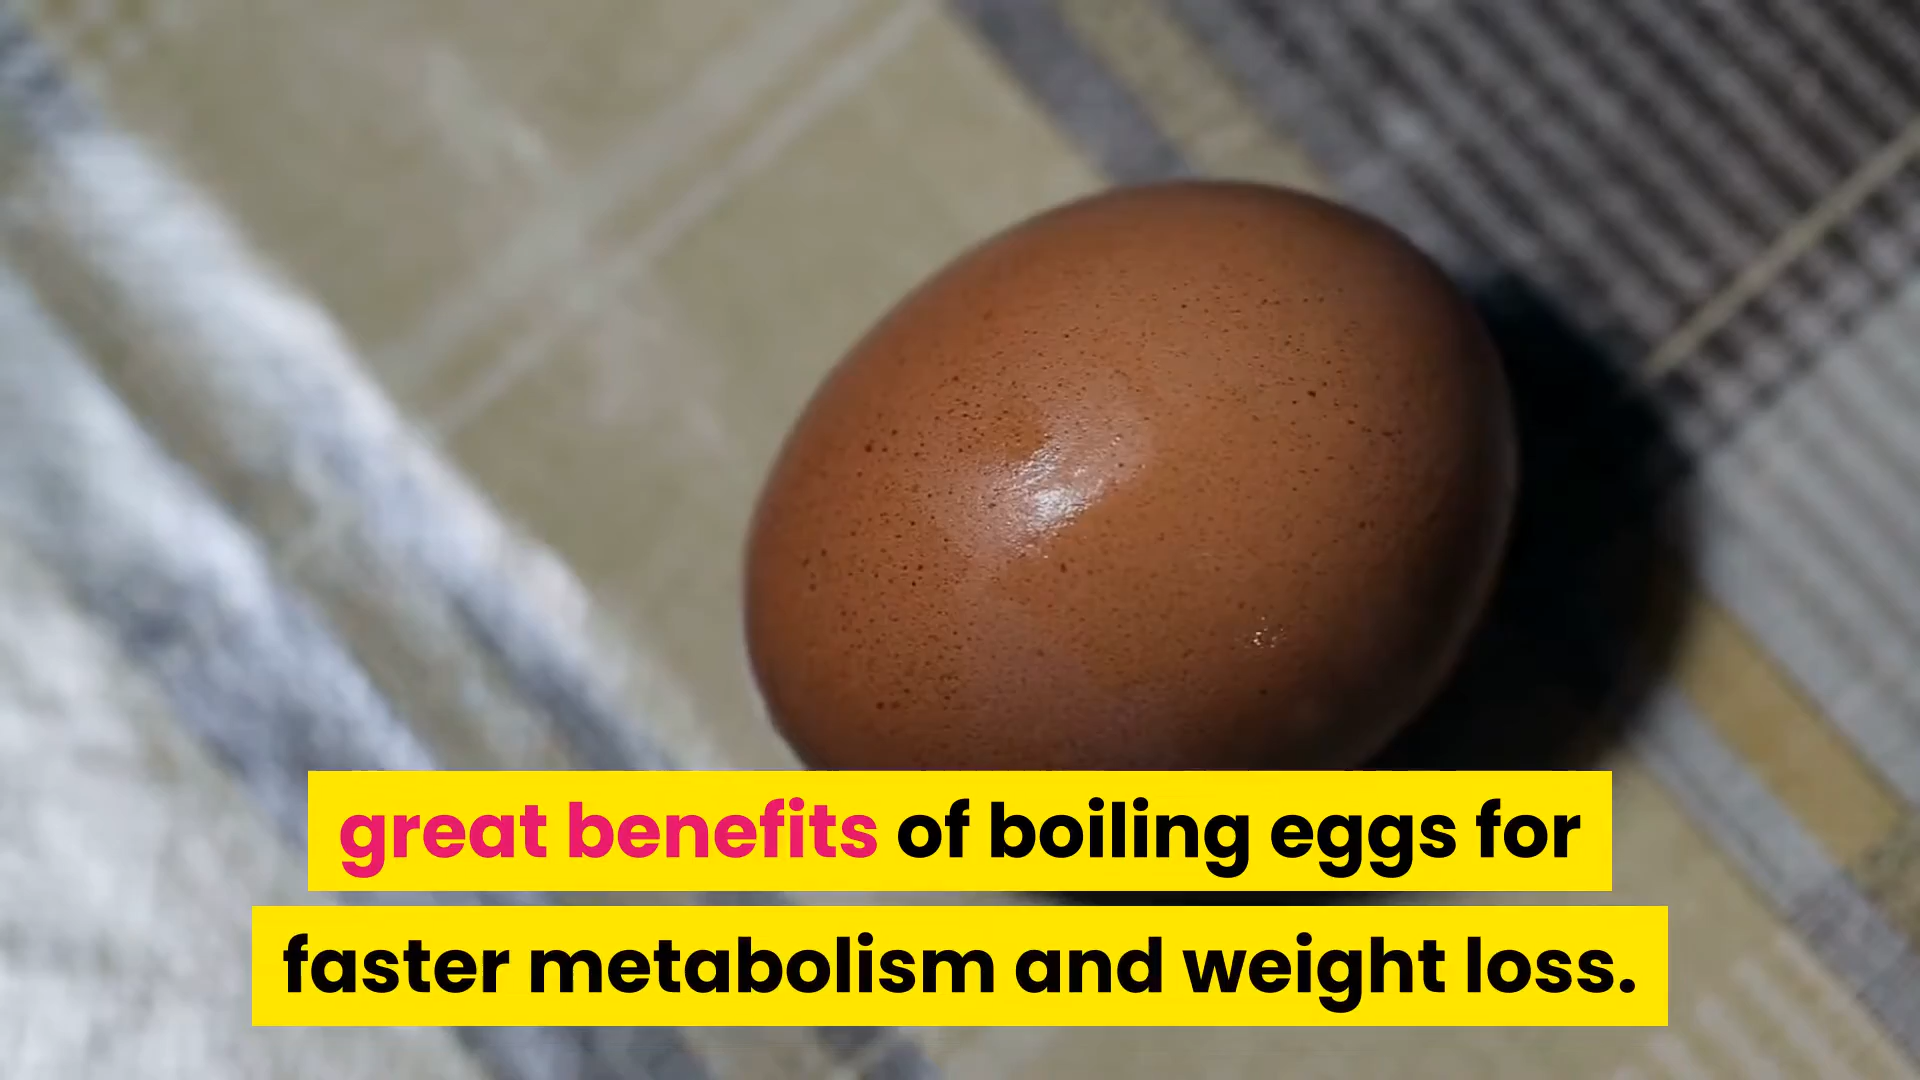 great benefits of boiling eggs for
faster metabolism and weight loss.